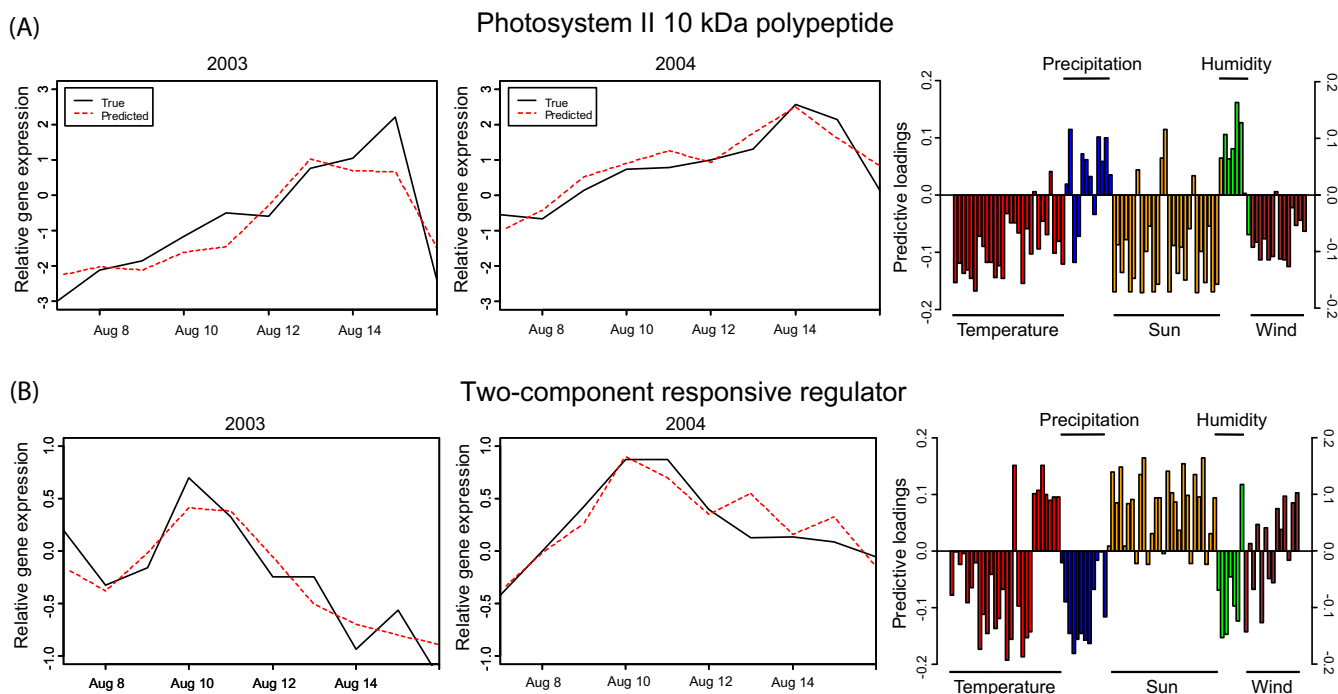 (A)
Photosystem II 10 kDa polypeptide
2003
Relative gene expression
3
2
1
0
-1
-2
-3
True
Predicted
Aug 8
Aug 10
Aug 12
Aug 14
2004
Relative gene expression
3
2
1
0
-1
-2
-3
True
Predicted
Aug 8
Aug 10
Aug 12
Aug 14
Precipitation
Humidity
Predictive loadings
0.2
0.1
0.0
-0.1
-0.2
0.2
0.1
0.0
-0.1
-0.2
Temperature
Sun
Wind
(B)
Two-component responsive regulator
2003
Relative gene expression
1.0
0.5
0.0
-0.5
-1.0
Aug 8
Aug 10
Aug 12
Aug 14
2004
Relative gene expression
1.0
0.5
0.0
-0.5
-1.0
Aug 8
Aug 10
Aug 12
Aug 14
Precipitation
Humidity
Predictive loadings
0.2
0.1
0.0
-0.1
-0.2
0.2
0.1
0.0
-0.1
-0.2
Temperature
Sun
Wind